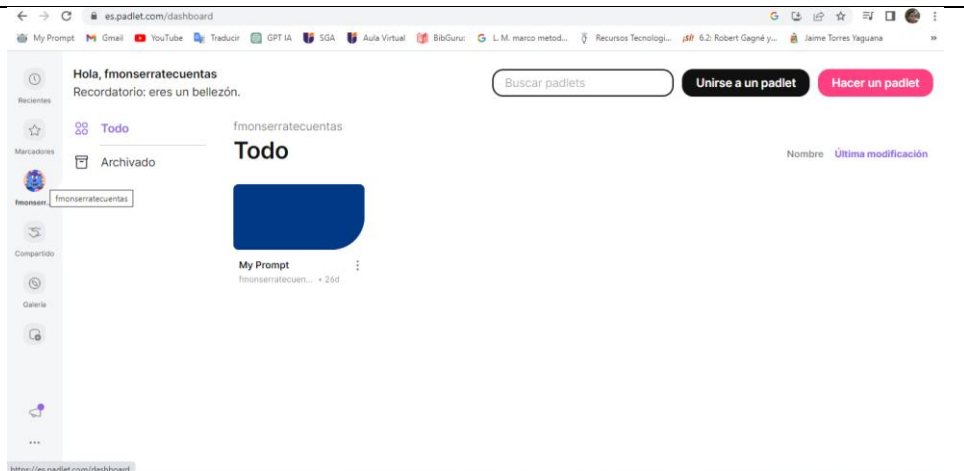 es.padlet.com/dashboard
My Prompt Gmail YouTube Traducir GPT IA SGA Aula Virtual BibGuru: L. M. marco metod... Recursos Tecnologi... 6.2: Robert Gagné y... Jaime Torres Yaguana »
Hola, fmonserratecuentas
Recordatorio: eres un bellezón.
Buscar padlets
Unirse a un padlet
Hacer un padlet
Recientes
Marcadores
fmonserr...
fmonserratecuentas
Compartido
Galería
Todo
Archivado
fmonserratecuentas
Todo
Nombre Última modificación
My Prompt
fmonserratecuen... • 26d
https://es.padlet.com/dashboard